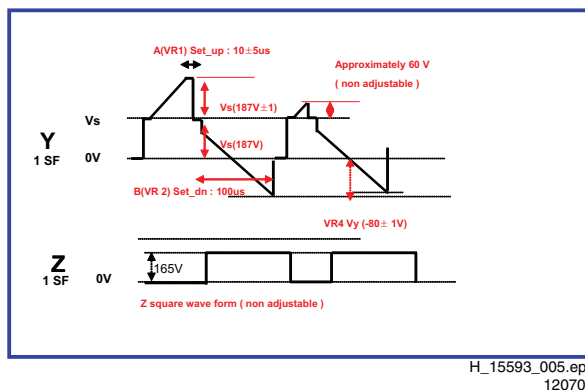 A(VR1) Set_up : 10±5us
Approximately 60 V
( non adjustable )
Vs(187V±1)
Vs
Y
Vs(187V)
1 SF
0V
B(VR 2) Set_dn : 100us
VR4 Vy (-80± 1V)
Z
165V
1 SF
0V
Z square wave form ( non adjustable )
H_15593_005.ep
12070